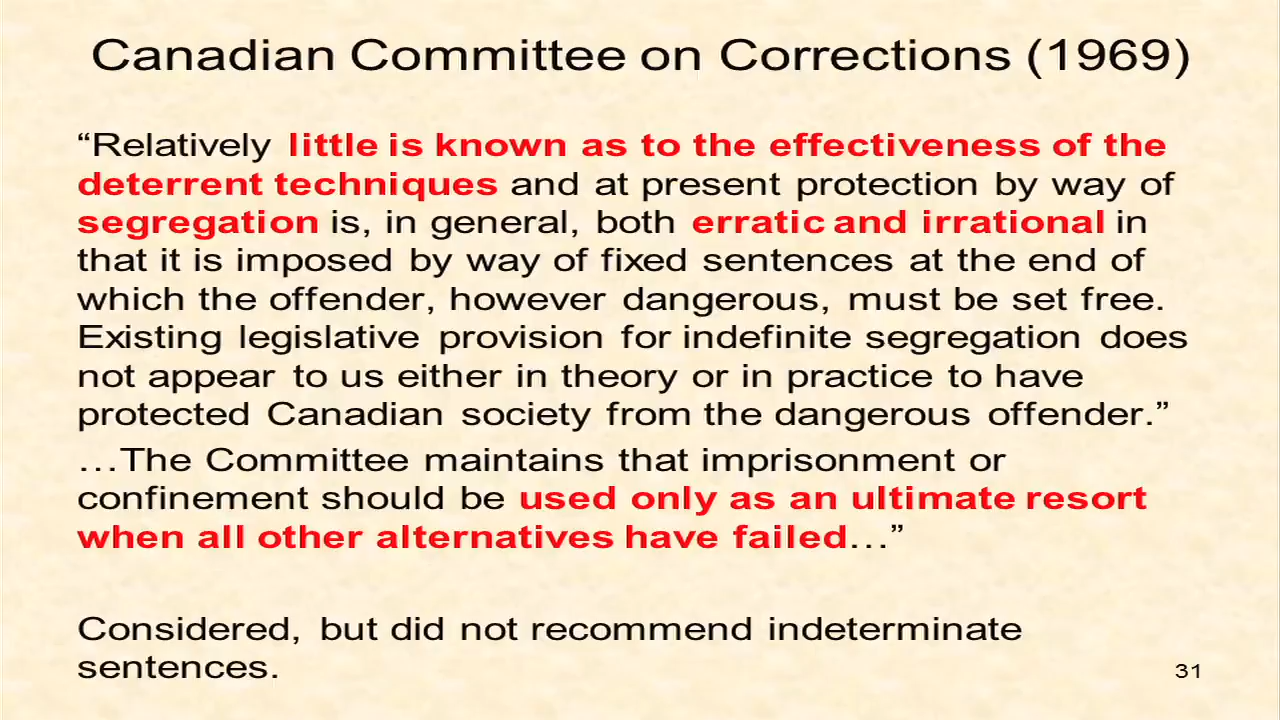 Canadian Committee on Corrections (1969)
“Relatively little is known as to the effectiveness of the
deterrent techniques and at present protection by way of
segregation is, in general, both erratic and irrational in
that it is imposed by way of fixed sentences at the end of
which the offender, however dangerous, must be set free.
Existing legislative provision for indefinite segregation does
not appear to us either in theory or in practice to have
protected Canadian society from the dangerous offender.”
…The Committee maintains that imprisonment or
confinement should be used only as an ultimate resort
when all other alternatives have failed…”
Considered, but did not recommend indeterminate
sentences.
31